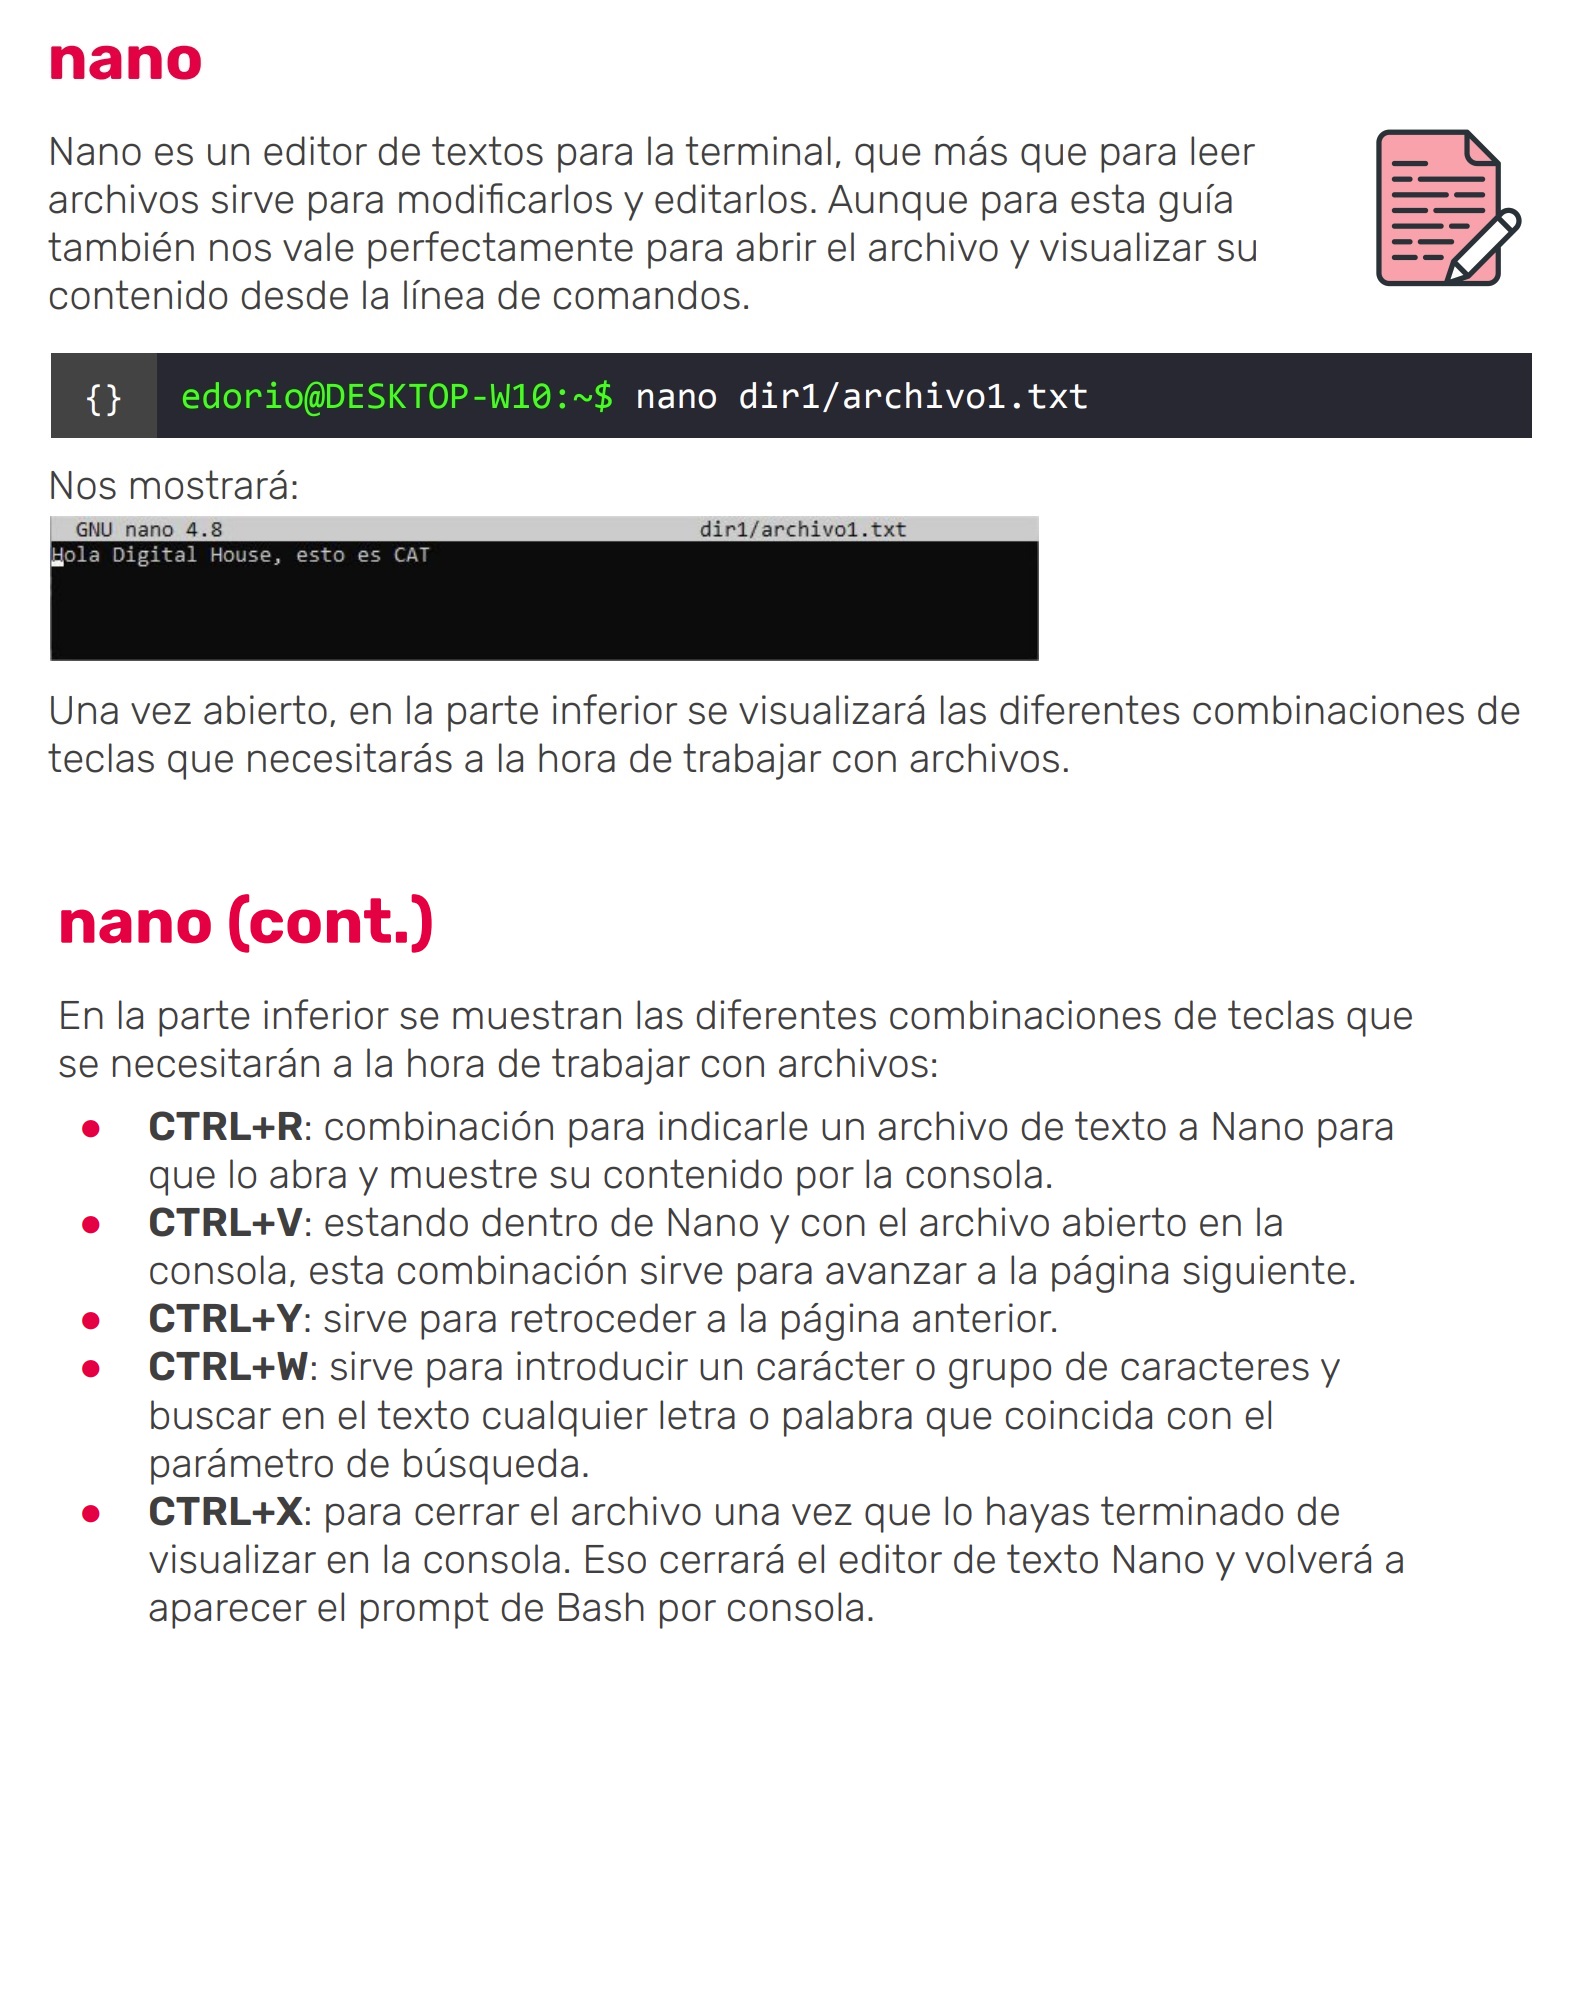 nano
Nano es un editor de textos para la terminal, que más que para leer
archivos sirve para modificarlos y editarlos. Aunque para esta guía
también nos vale perfectamente para abrir el archivo y visualizar su
contenido desde la línea de comandos.
{} edorio@DESKTOP-W10:~$ nano dir1/archivo1.txt
Nos mostrará:
GNU nano 4.8 dir1/archivo1.txt
Hola Digital House, esto es CAT
Una vez abierto, en la parte inferior se visualizará las diferentes combinaciones de
teclas que necesitarás a la hora de trabajar con archivos.
nano (cont.)
En la parte inferior se muestran las diferentes combinaciones de teclas que
se necesitarán a la hora de trabajar con archivos:
● CTRL+R: combinación para indicarle un archivo de texto a Nano para
que lo abra y muestre su contenido por la consola.
● CTRL+V: estando dentro de Nano y con el archivo abierto en la
consola, esta combinación sirve para avanzar a la página siguiente.
● CTRL+Y: sirve para retroceder a la página anterior.
● CTRL+W: sirve para introducir un carácter o grupo de caracteres y
buscar en el texto cualquier letra o palabra que coincida con el
parámetro de búsqueda.
● CTRL+X: para cerrar el archivo una vez que lo hayas terminado de
visualizar en la consola. Eso cerrará el editor de texto Nano y volverá a
aparecer el prompt de Bash por consola.